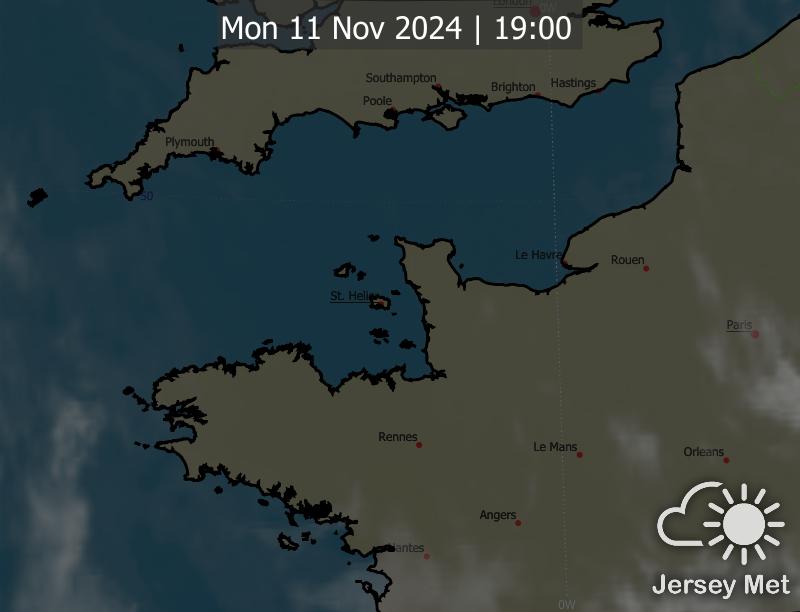 London
0W
Mon 11 Nov 2024 | 19:00
Southampton
Brighton
Hastings
Poole
Plymouth
50
Le Havre
Rouen
St. Helier
Paris
Rennes
Le Mans
Orleans
Angers
Nantes
Jersey Met
0W